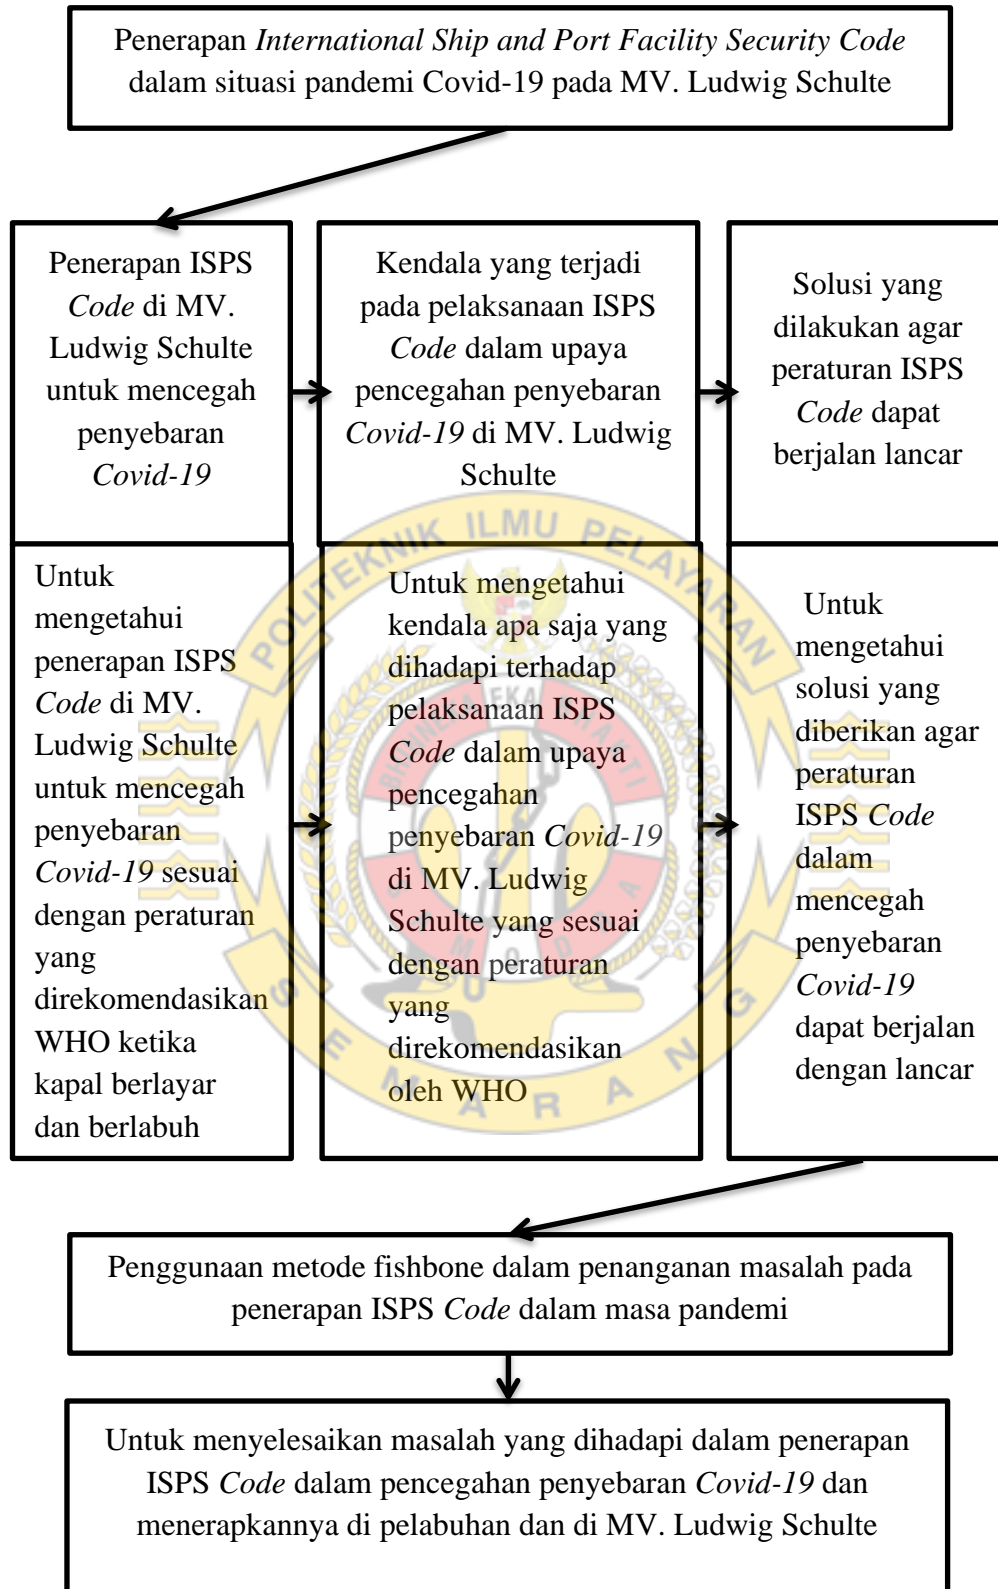 Penerapan International Ship and Port Facility Security Code
dalam situasi pandemi Covid-19 pada MV. Ludwig Schulte
Penerapan ISPS
Code di MV.
Ludwig Schulte
untuk mencegah
penyebaran
Covid-19
Kendala yang terjadi
pada pelaksanaan ISPS
Code dalam upaya
pencegahan penyebaran
Covid-19 di MV. Ludwig
Schulte
Solusi yang
dilakukan agar
peraturan ISPS
Code dapat
berjalan lancar
Untuk
mengetahui
penerapan ISPS
Code di MV.
Ludwig Schulte
untuk mencegah
penyebaran
Covid-19 sesuai
dengan peraturan
yang
direkomendasikan
WHO ketika
kapal berlayar
dan berlabuh
Untuk mengetahui
kendala apa saja yang
dihadapi terhadap
pelaksanaan ISPS
Code dalam upaya
pencegahan
penyebaran Covid-19
di MV. Ludwig
Schulte yang sesuai
dengan peraturan
yang
direkomendasikan
oleh WHO
Untuk
mengetahui
solusi yang
diberikan agar
peraturan
ISPS Code
dalam
mencegah
penyebaran
Covid-19
dapat berjalan
dengan lancar
POLITEKNIK ILMU PELAYARAN
SEMARANG
Penggunaan metode fishbone dalam penanganan masalah pada
penerapan ISPS Code dalam masa pandemi
Untuk menyelesaikan masalah yang dihadapi dalam penerapan
ISPS Code dalam pencegahan penyebaran Covid-19 dan
menerapkannya di pelabuhan dan di MV. Ludwig Schulte